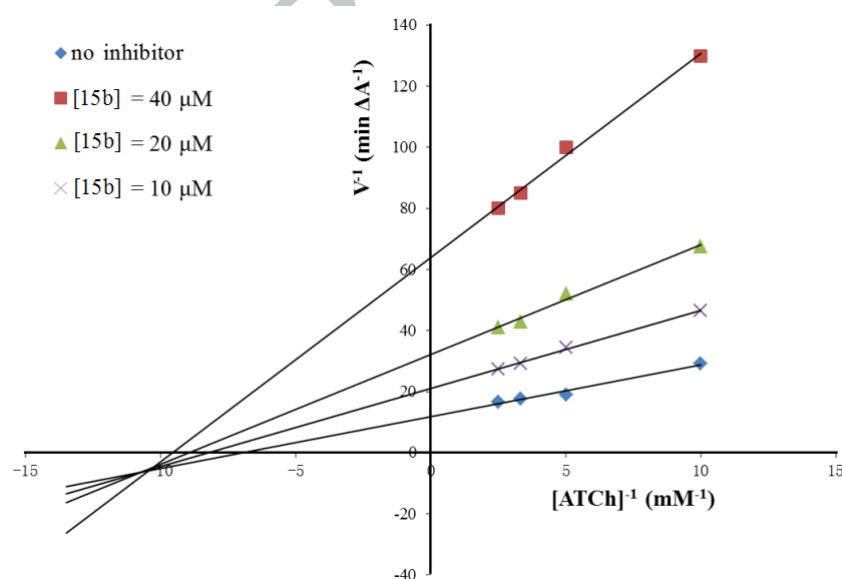 140
120
100
80
60
40
20
0
-20
-40
V⁻¹ (min ΔA⁻¹)
no inhibitor
[15b] = 40 μM
[15b] = 20 μM
[15b] = 10 μM
−15 -10 −5 0 5 10 15
[ATCh]⁻¹ (mM⁻¹)